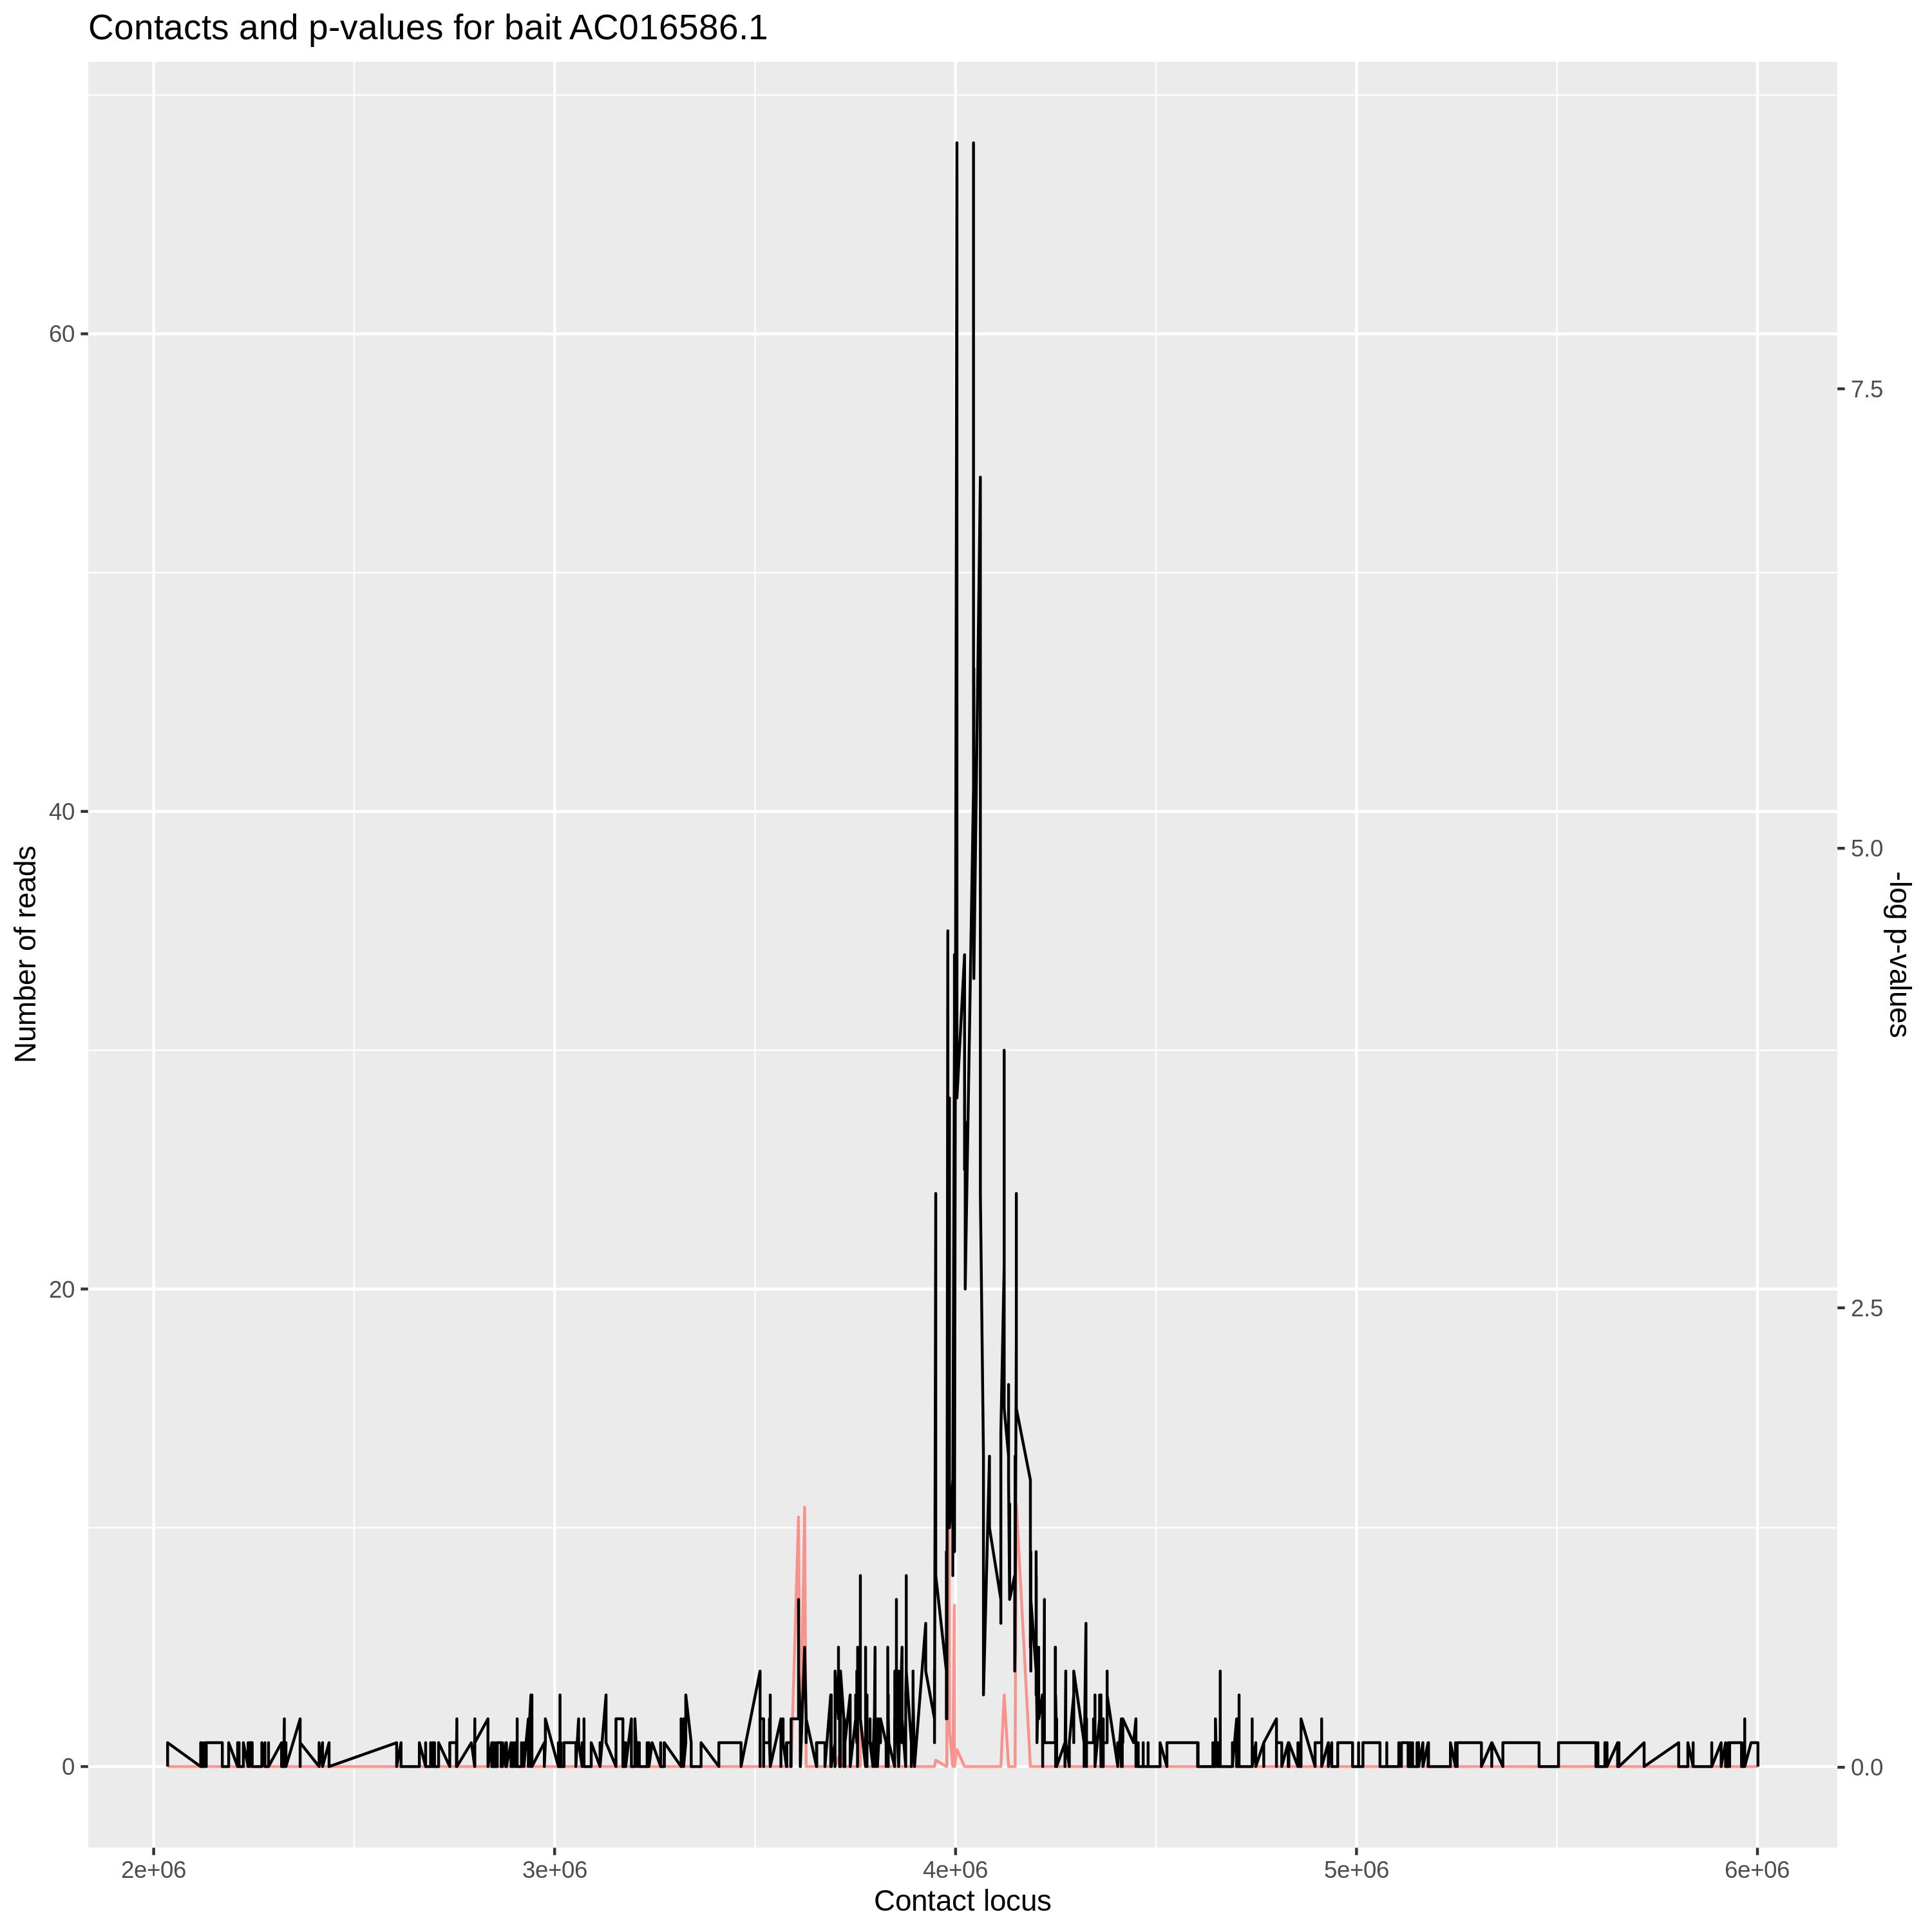 Contacts and p-values for bait AC016586.1
60
40
20
0
Number of reads
7.5
5.0
2.5
0.0
-log p-values
2e+06
3e+06
4e+06
5e+06
6e+06
Contact locus